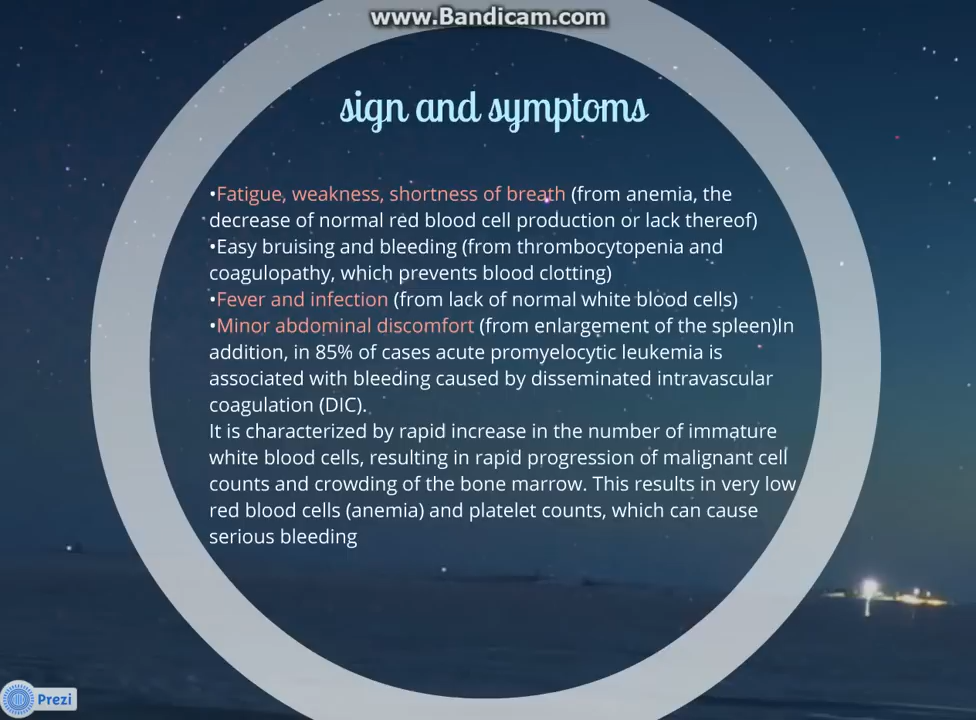 www.Bandicam.com
sign and symptoms
•Fatigue, weakness, shortness of breath (from anemia, the
decrease of normal red blood cell production or lack thereof)
•Easy bruising and bleeding (from thrombocytopenia and
coagulopathy, which prevents blood clotting)
•Fever and infection (from lack of normal white blood cells)
•Minor abdominal discomfort (from enlargement of the spleen)In
addition, in 85% of cases acute promyelocytic leukemia is
associated with bleeding caused by disseminated intravascular
coagulation (DIC).
It is characterized by rapid increase in the number of immature
white blood cells, resulting in rapid progression of malignant cell
counts and crowding of the bone marrow. This results in very low
red blood cells (anemia) and platelet counts, which can cause
serious bleeding
Prezi